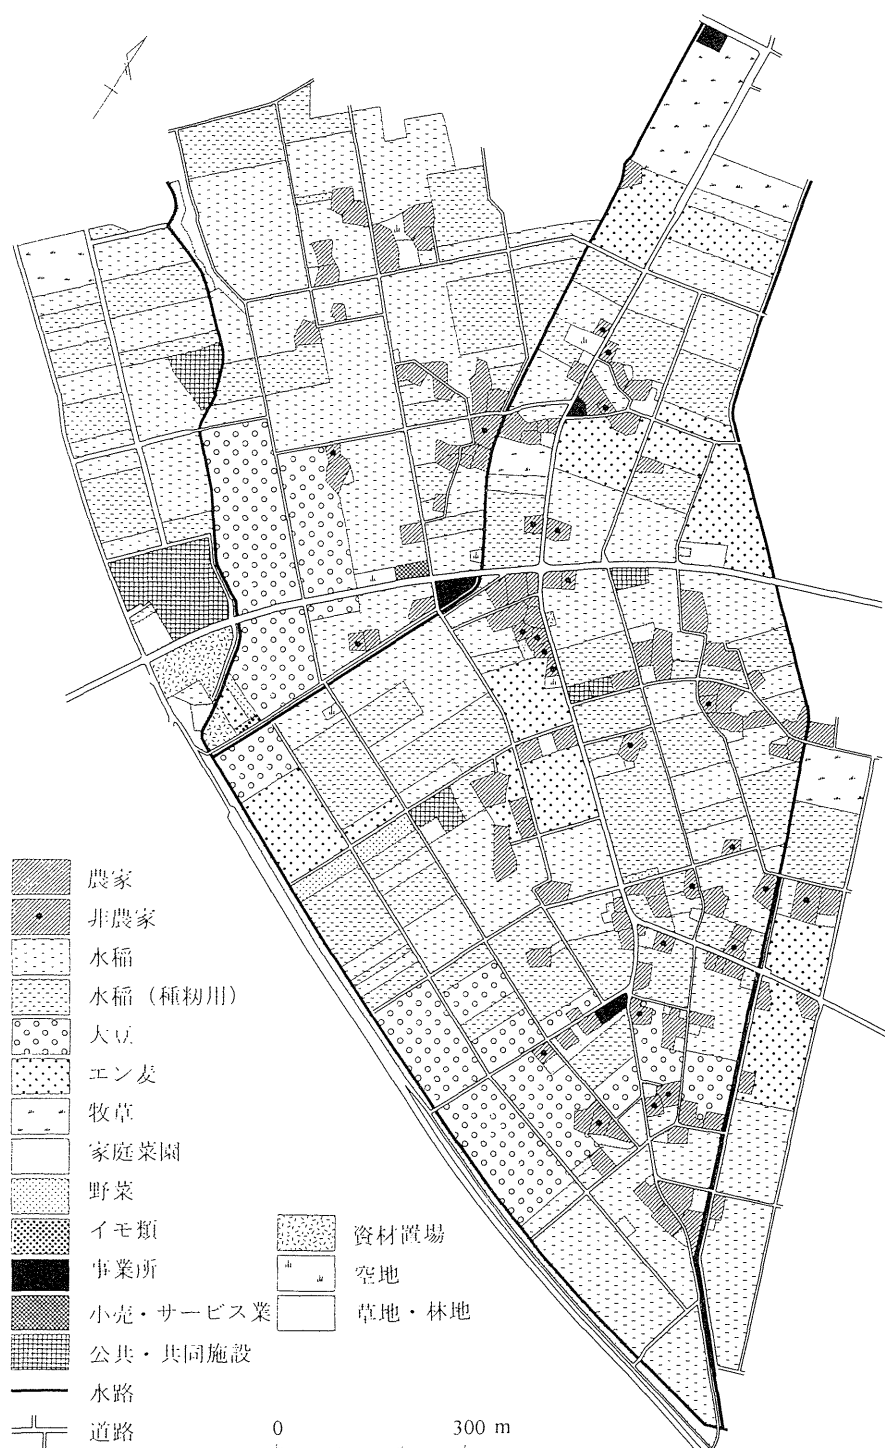 農家
非農家
水稲
水稲（種籾用）
大豆
エン麦
牧草
家庭菜園
野菜
イモ類
事業所
小売・サービス業
公共・共同施設
水路
道路
資材置場
空地
草地・林地
0 300 m